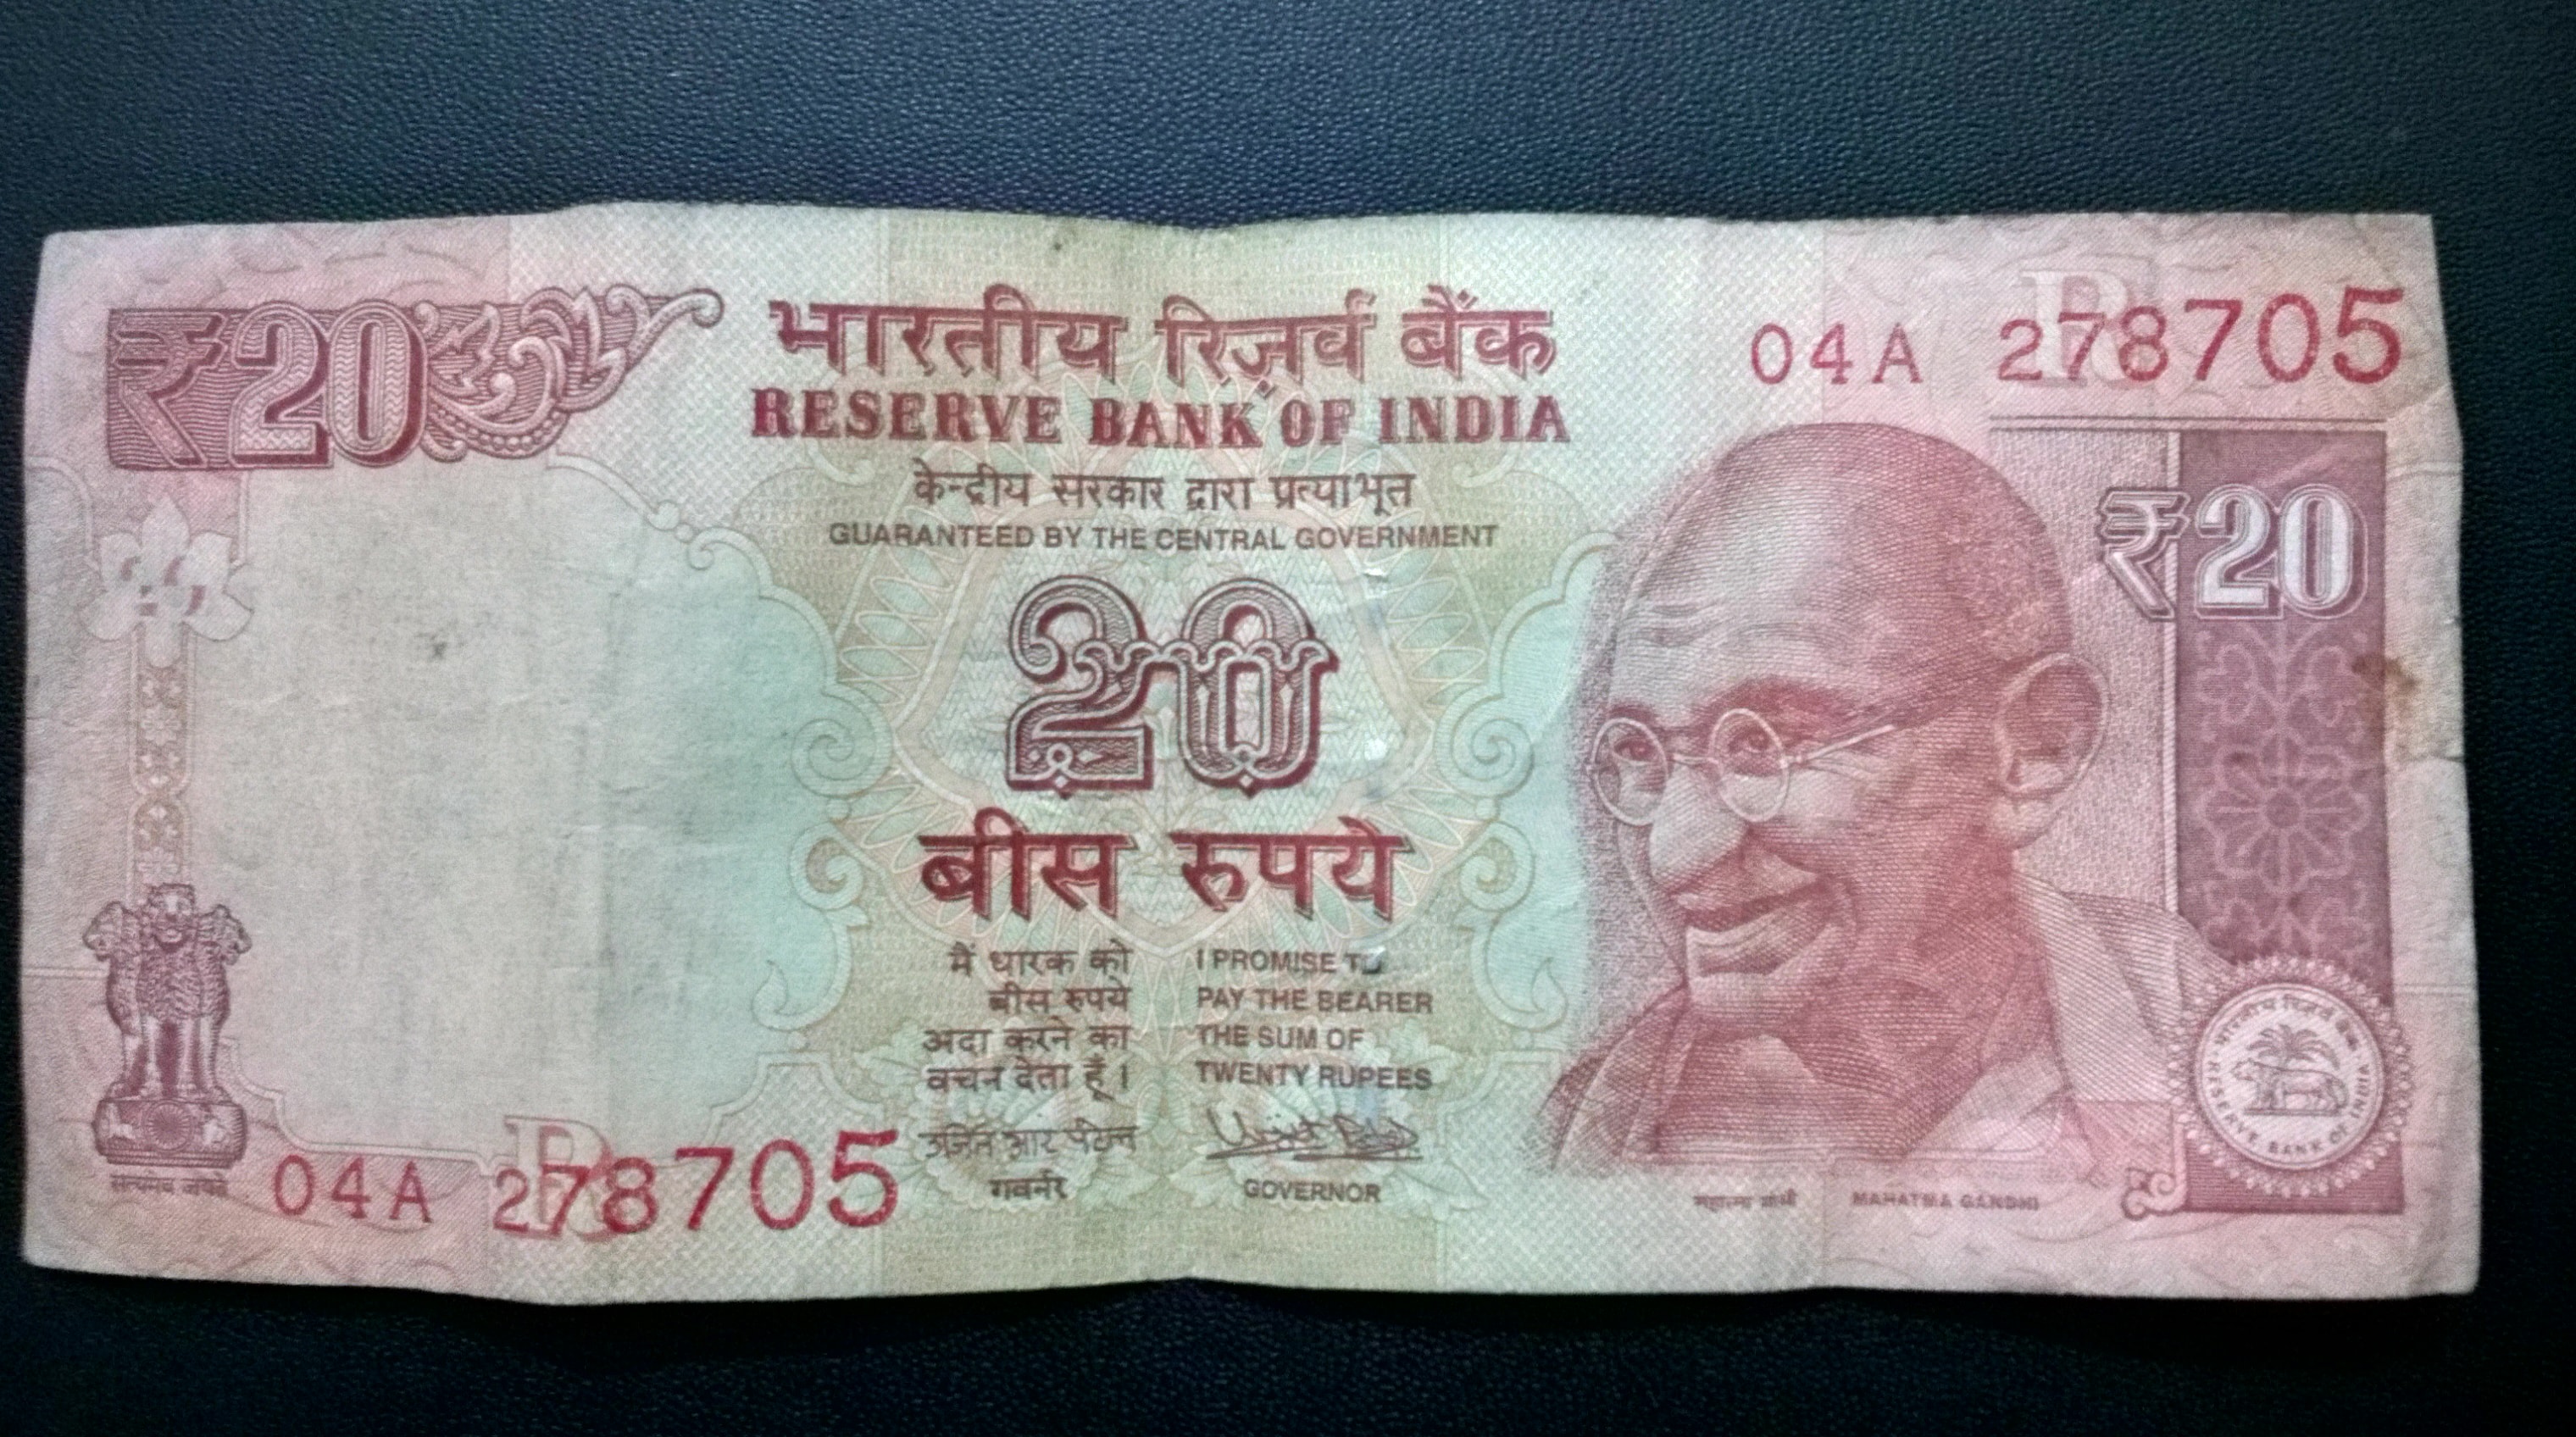 ₹20
भारतीय रिज़र्व बैंक
RESERVE BANK OF INDIA
04A 278705
केन्द्रीय सरकार द्वारा प्रत्याभूत
GUARANTEED BY THE CENTRAL GOVERNMENT
₹20
20
बीस रुपये
मैं धारक को
बीस रुपये
अदा करने का
वचन देता हूँ।
I PROMISE TO
PAY THE BEARER
THE SUM OF
TWENTY RUPEES
उर्जित आर पटेल
गवर्नर
GOVERNOR
सत्यमेव जयते
04A 278705
R
R
महात्मा गांधी
MAHATMA GANDHI
भारतीय रिज़र्व बैंक
RESERVE BANK OF INDIA